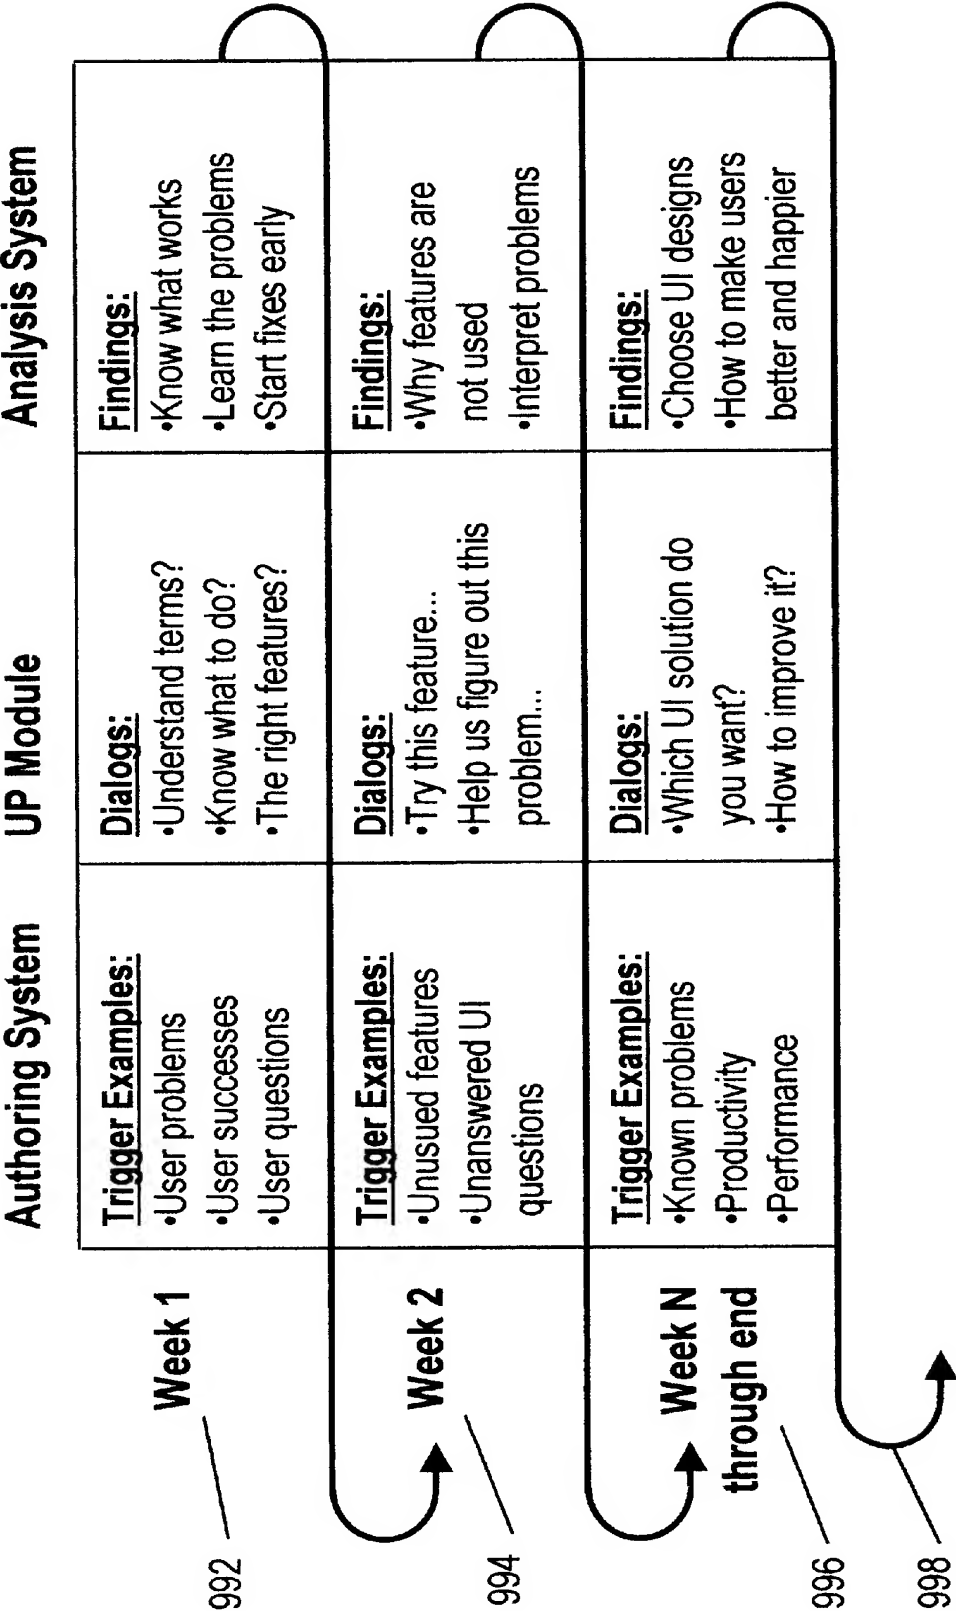 Authoring System
UP Module
Analysis System
Week 1
Trigger Examples:
•User problems
•User successes
•User questions
Dialogs:
•Understand terms?
•Know what to do?
•The right features?
Findings:
•Know what works
•Learn the problems
•Start fixes early
992
Week 2
Trigger Examples:
•Unusued features
•Unanswered UI
questions
Dialogs:
•Try this feature...
•Help us figure out this
problem...
Findings:
•Why features are
not used
•Interpret problems
994
Week N
through end
Trigger Examples:
•Known problems
•Productivity
•Performance
Dialogs:
•Which UI solution do
you want?
•How to improve it?
Findings:
•Choose UI designs
•How to make users
better and happier
996
998